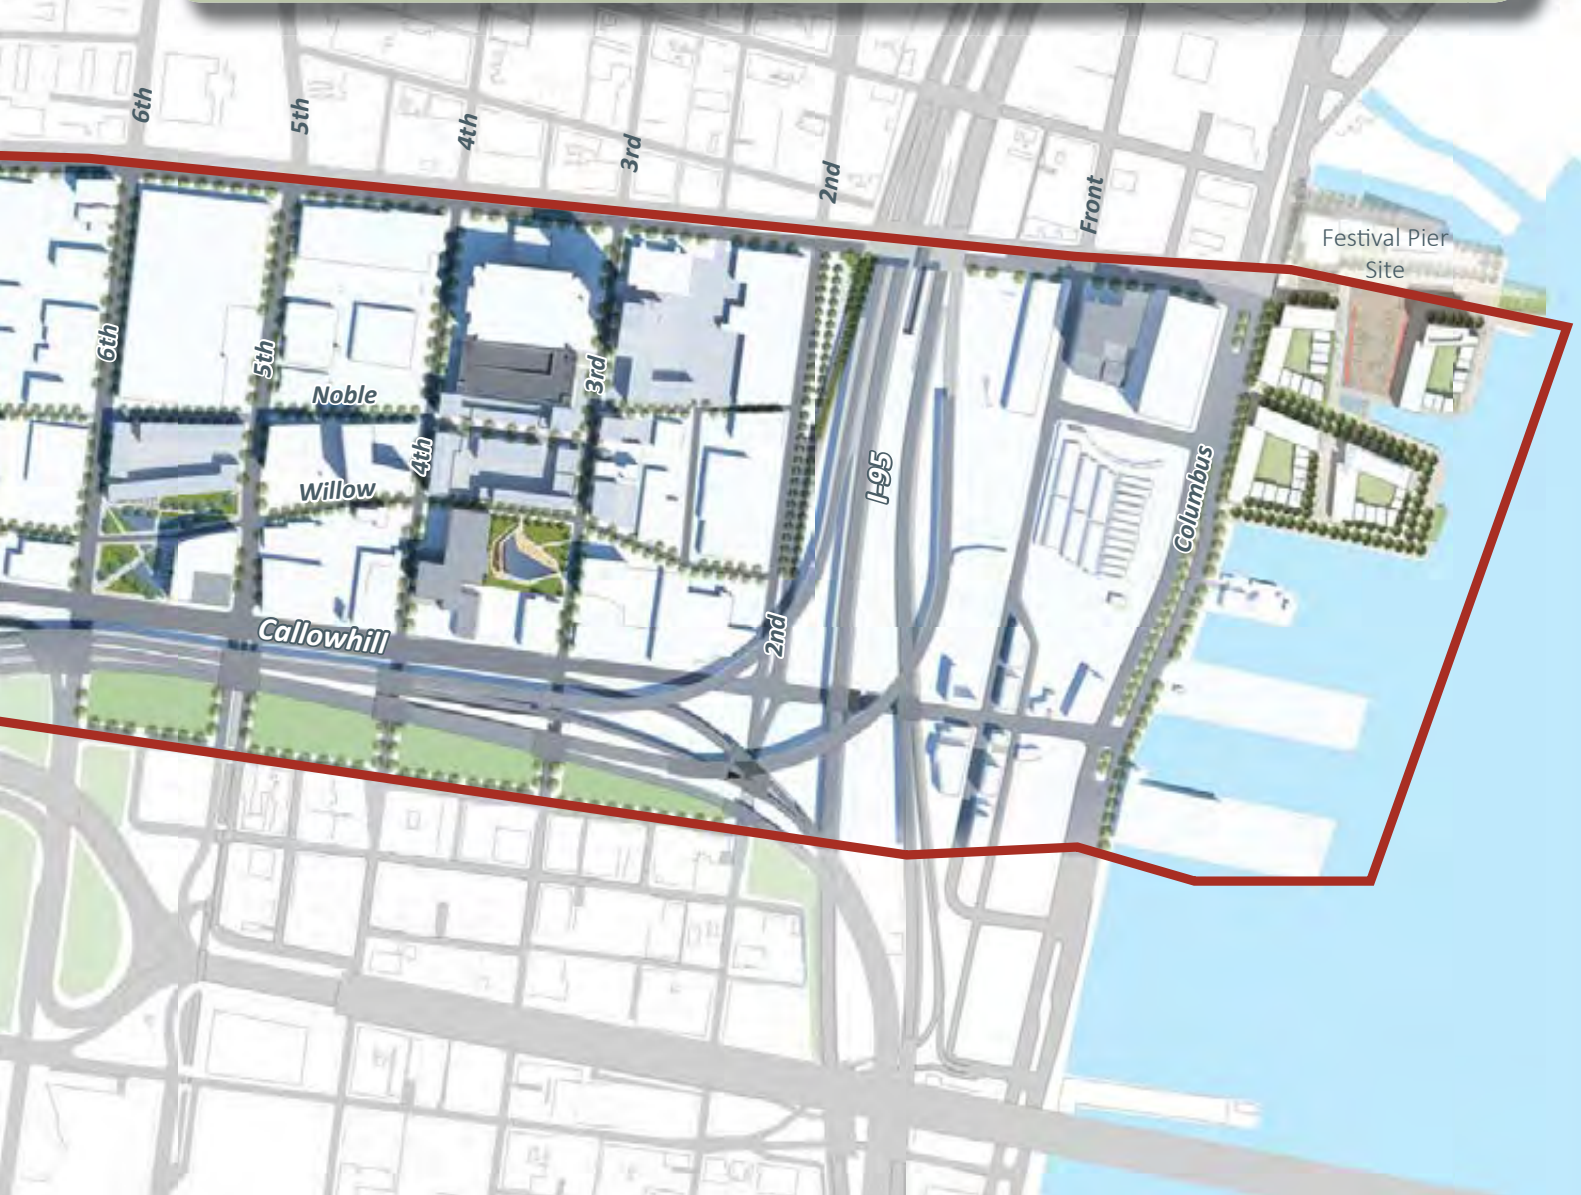 6th
5th
4th
3rd
2nd
Front
Festival Pier
Site
6th
5th
3rd
Noble
4th
I-95
Willow
Columbus
Callowhill
2nd